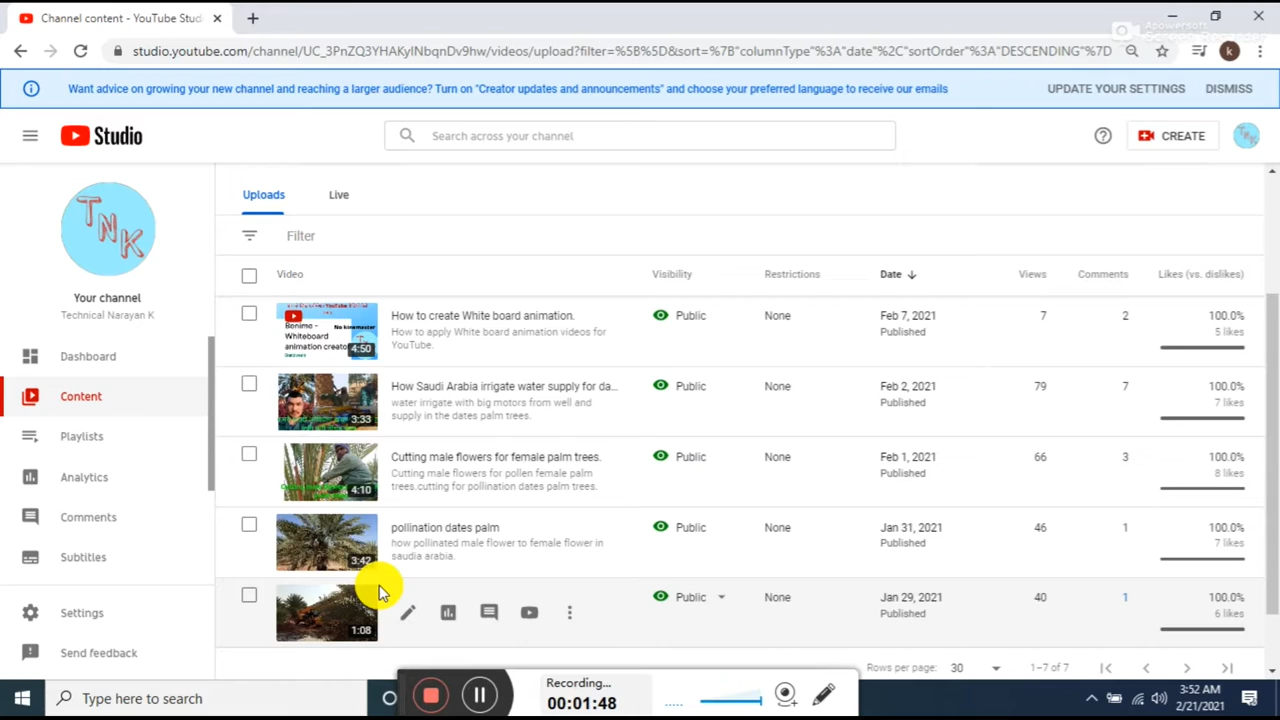 Channel content - YouTube Stud
studio.youtube.com/channel/UC_3PnZQ3YHAKylNbqnDv9hw/videos/upload?filter=%5B%5D&sort=%7B"columnType"%3A"date"%2C"sortOrder"%3A"DESCENDING"%7D
k
Apowersoft
Screen Recorder
Want advice on growing your new channel and reaching a larger audience? Turn on "Creator updates and announcements" and choose your preferred language to receive our emails
UPDATE YOUR SETTINGS
DISMISS
Studio
Search across your channel
CREATE
TNK
Your channel
Technical Narayan K
Dashboard
Content
Playlists
Analytics
Comments
Subtitles
Settings
Send feedback
Uploads
Live
Filter
Video
Visibility
Restrictions
Date
Views
Comments
Likes (vs. dislikes)
Benime -
Whiteboard
animation creator
No kinemaster
4:50
How to create White board animation.
How to apply White board animation videos for
YouTube.
Public
None
Feb 7, 2021
Published
7
2
100.0%
5 likes
3:33
How Saudi Arabia irrigate water supply for da...
water irrigate with big motors from well and
supply in the dates palm trees.
Public
None
Feb 2, 2021
Published
79
7
100.0%
7 likes
4:10
Cutting male flowers for female palm trees.
Cutting male flowers for pollen female palm
trees.cutting for pollination dates palm trees.
Public
None
Feb 1, 2021
Published
66
3
100.0%
8 likes
3:42
pollination dates palm
how pollinated male flower to female flower in
saudia arabia.
Public
None
Jan 31, 2021
Published
46
1
100.0%
7 likes
1:08
Public
None
Jan 29, 2021
Published
40
1
100.0%
6 likes
Rows per page:
30
1–7 of 7
Type here to search
Recording...
00:01:48
3:52 AM
2/21/2021